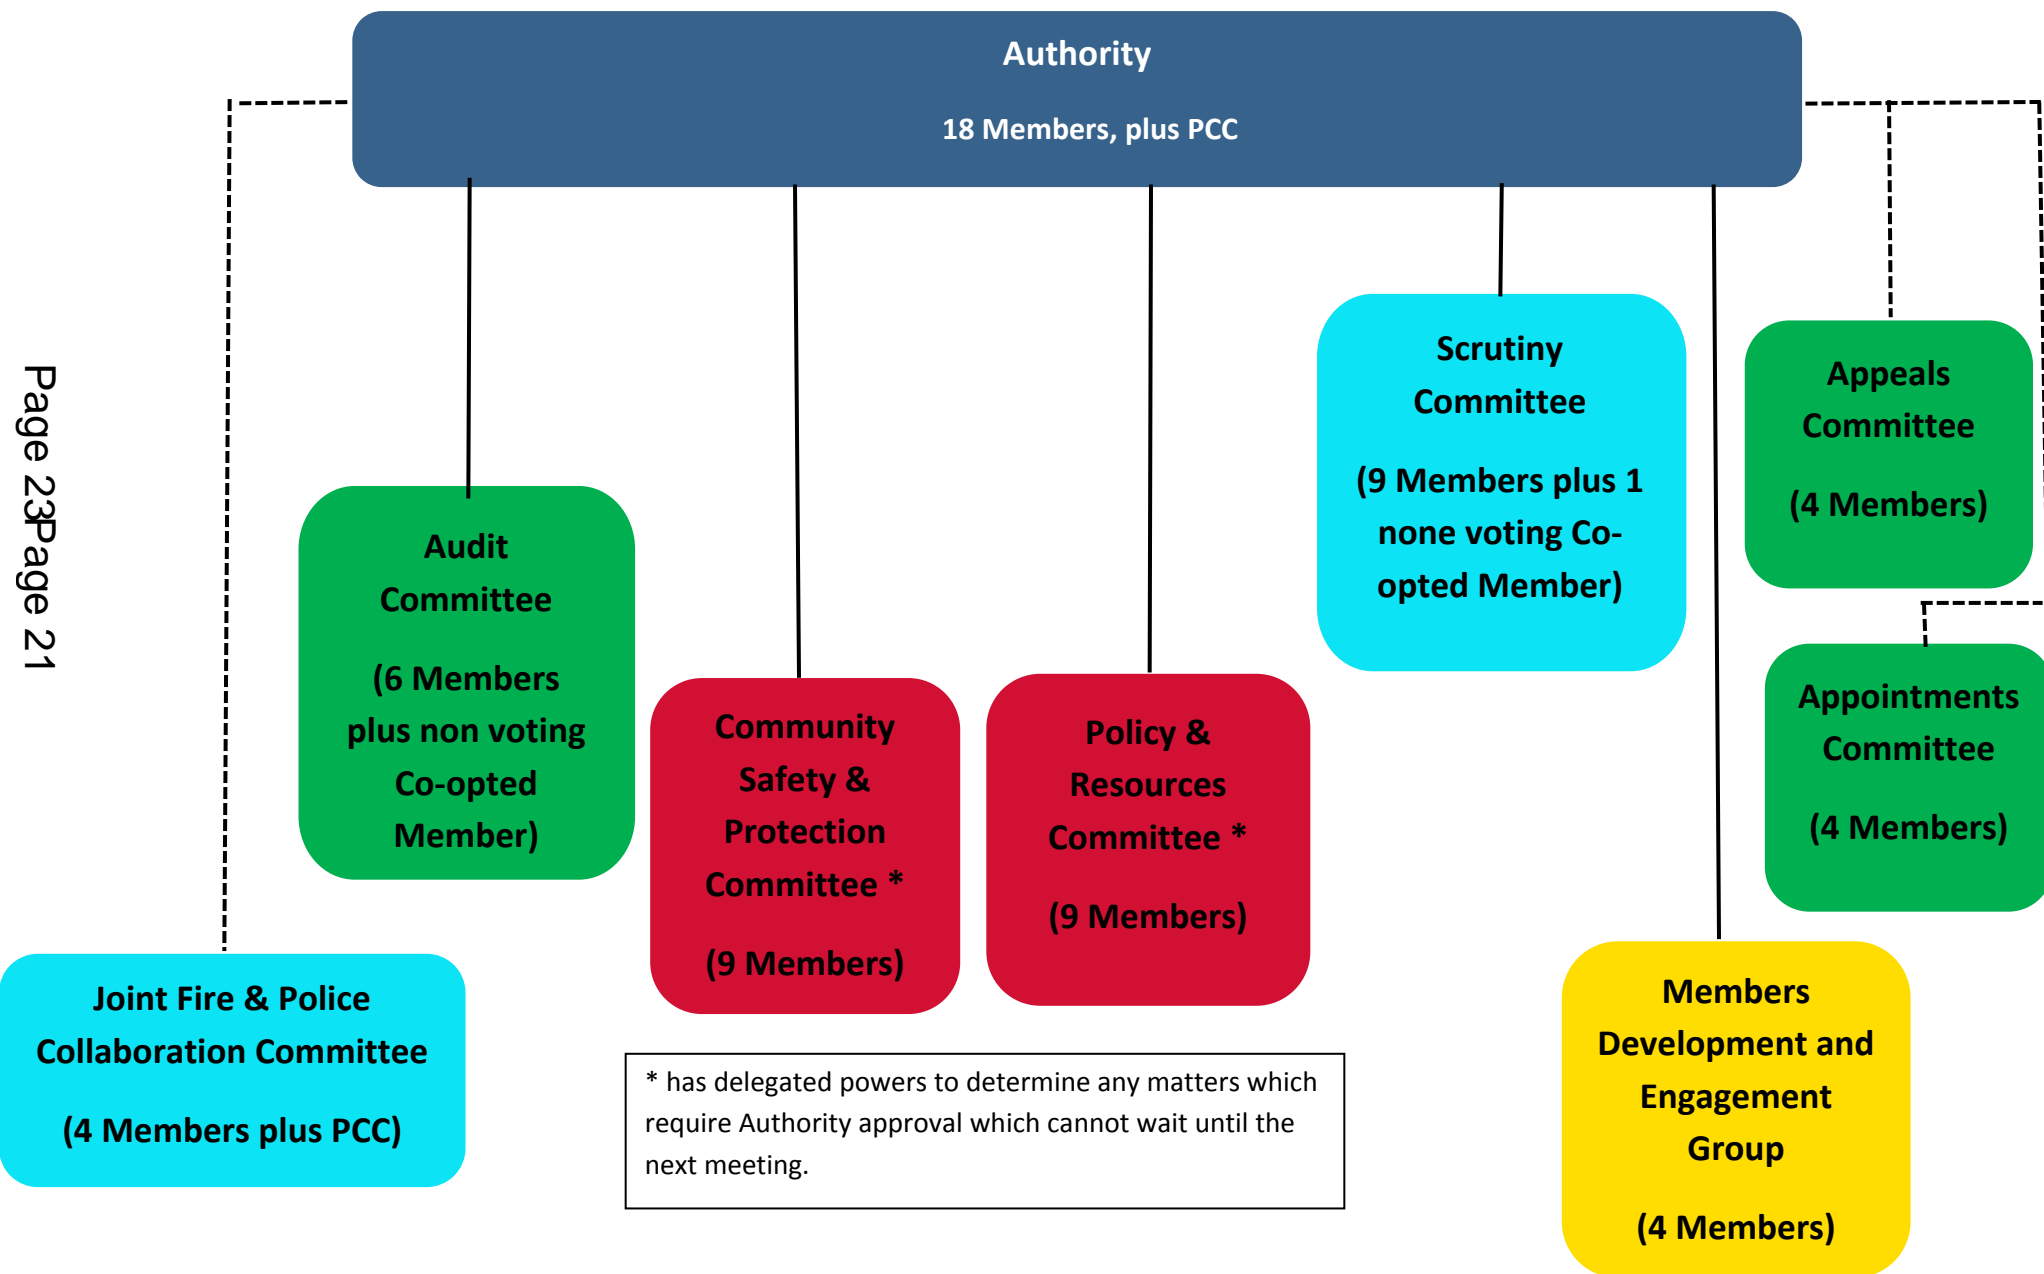 Authority
18 Members, plus PCC
Page 23Page 21
Audit
Committee
(6 Members
plus non voting
Co-opted
Member)
Community
Safety &
Protection
Committee *
(9 Members)
Policy &
Resources
Committee *
(9 Members)
Scrutiny
Committee
(9 Members plus 1
none voting Co-
opted Member)
Appeals
Committee
(4 Members)
Appointments
Committee
(4 Members)
Joint Fire & Police
Collaboration Committee
(4 Members plus PCC)
Members
Development and
Engagement
Group
(4 Members)
* has delegated powers to determine any matters which
require Authority approval which cannot wait until the
next meeting.